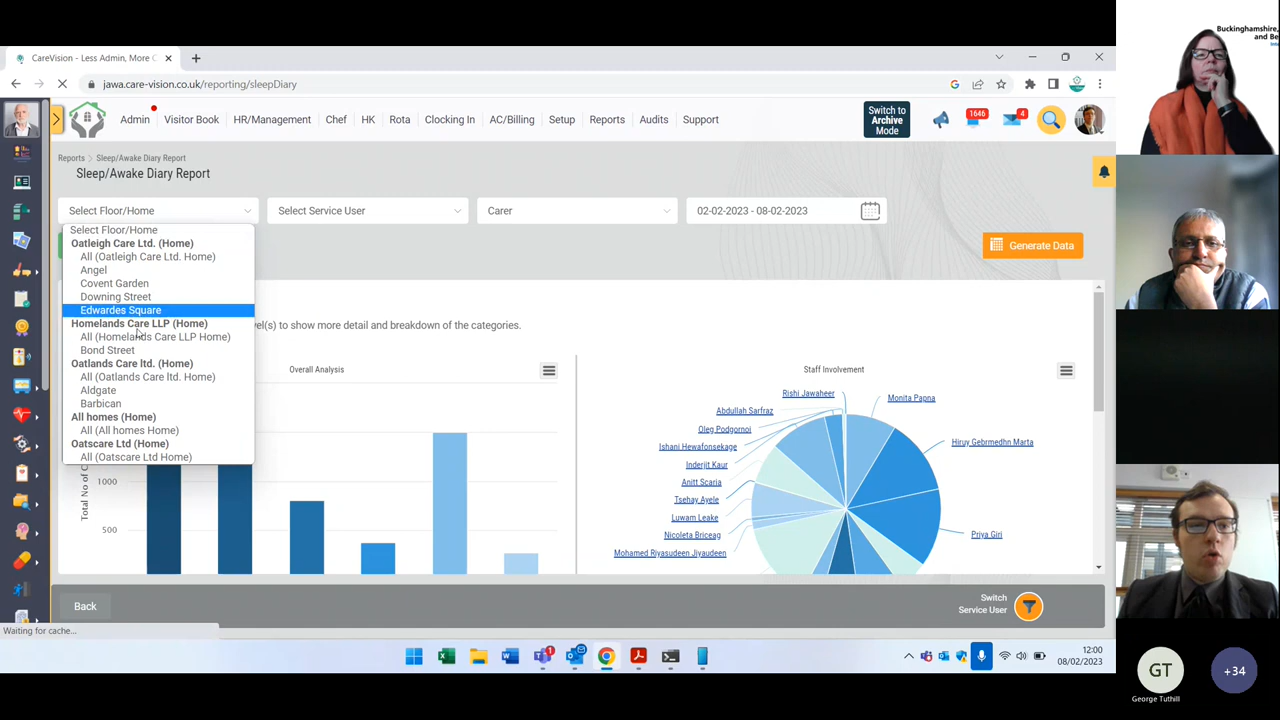 CareVision - Less Admin, More C
jawa.care-vision.co.uk/reporting/sleepDiary
Admin
Visitor Book
HR/Management
Chef
HK
Rota
Clocking In
AC/Billing
Setup
Reports
Audits
Support
Switch to
Archive
Mode
1646
4
Reports > Sleep/Awake Diary Report
Sleep/Awake Diary Report
Select Floor/Home
Select Service User
Carer
02-02-2023 - 08-02-2023
Select Floor/Home
Oatleigh Care Ltd. (Home)
All (Oatleigh Care Ltd. Home)
Angel
Covent Garden
Downing Street
Edwardes Square
Homelands Care LLP (Home)
All (Homelands Care LLP Home)
Bond Street
Oatlands Care ltd. (Home)
All (Oatlands Care ltd. Home)
Aldgate
Barbican
All homes (Home)
All (All homes Home)
Oatscare Ltd (Home)
All (Oatscare Ltd Home)
Generate Data
vel(s) to show more detail and breakdown of the categories.
Overall Analysis
Total No of C
1000
500
Staff Involvement
Rishi Jawaheer
Monita Papna
Abdullah Sarfraz
Oleg Podgornoi
Hiruy Gebrmedhn Marta
Ishani Hewafonsekage
Inderjit Kaur
Anitt Scaria
Tsehay Ayele
Luwam Leake
Nicoleta Briceag
Priya Giri
Mohamed Riyasudeen Jiyaudeen
Back
Switch
Service User
Waiting for cache...
1
12:00
08/02/2023
Buckinghamshire,
and Be
GT
George Tuthill
+34